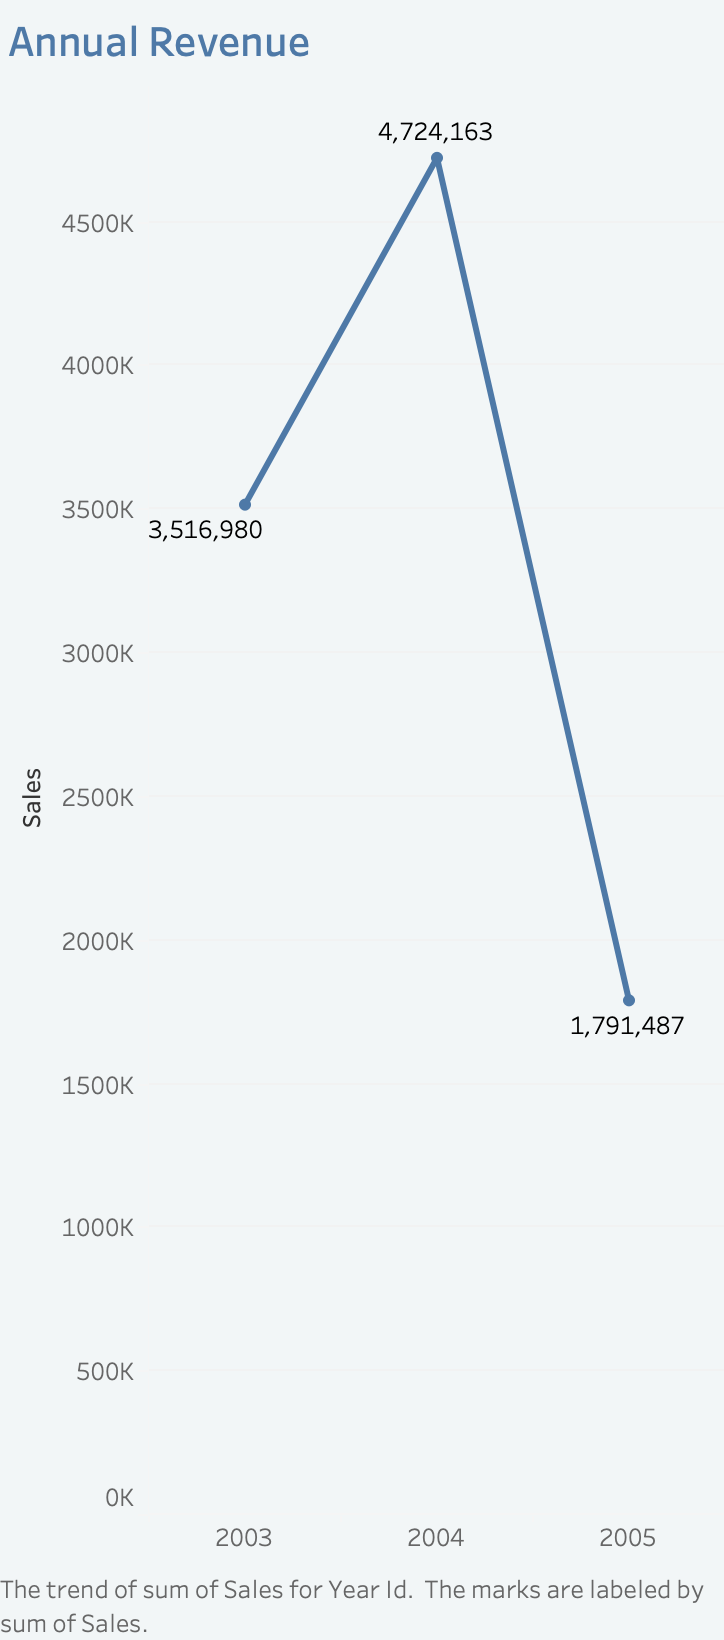 Annual Revenue
4,724,163
4500K
4000K
3500K
3,516,980
3000K
Sales
2500K
2000K
1,791,487
1500K
1000K
500K
0K
2003 2004 2005
The trend of sum of Sales for Year Id.  The marks are labeled by
sum of Sales.